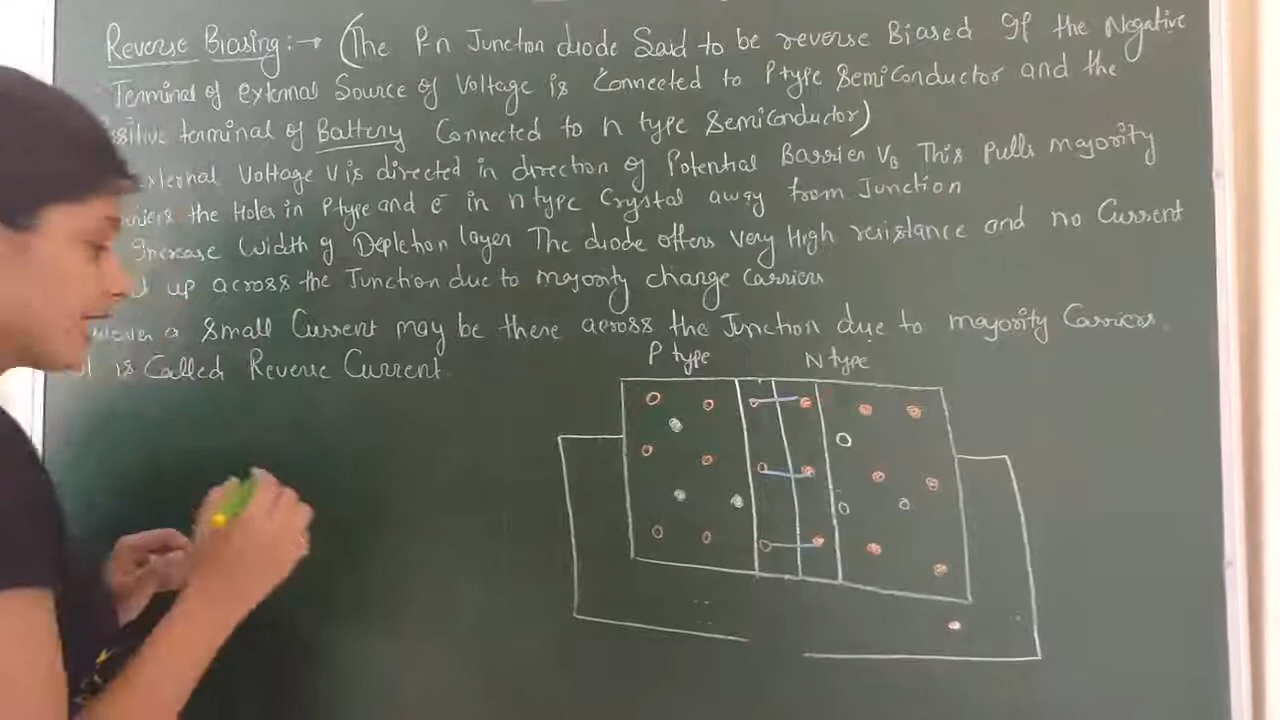 Reverse Biasing:→ (The P-n Junction diode Said to be reverse Biased If the Negative
Terminal of external Source of Voltage is Connected to P type Semiconductor and the
terminal of Battery Connected to n type Semiconductor)
Voltage V is directed in direction of Potential Barrier VB This pulls majority
the Holes in P type and e- in n type Crystal away from Junction
Increase width of Depletion layer The diode offers very High resistance and no Current
up across the Junction due to majority charge Carriers
a Small Current may be there across the Junction due to majority Carriers.
is Called Reverse Current.
P type N type